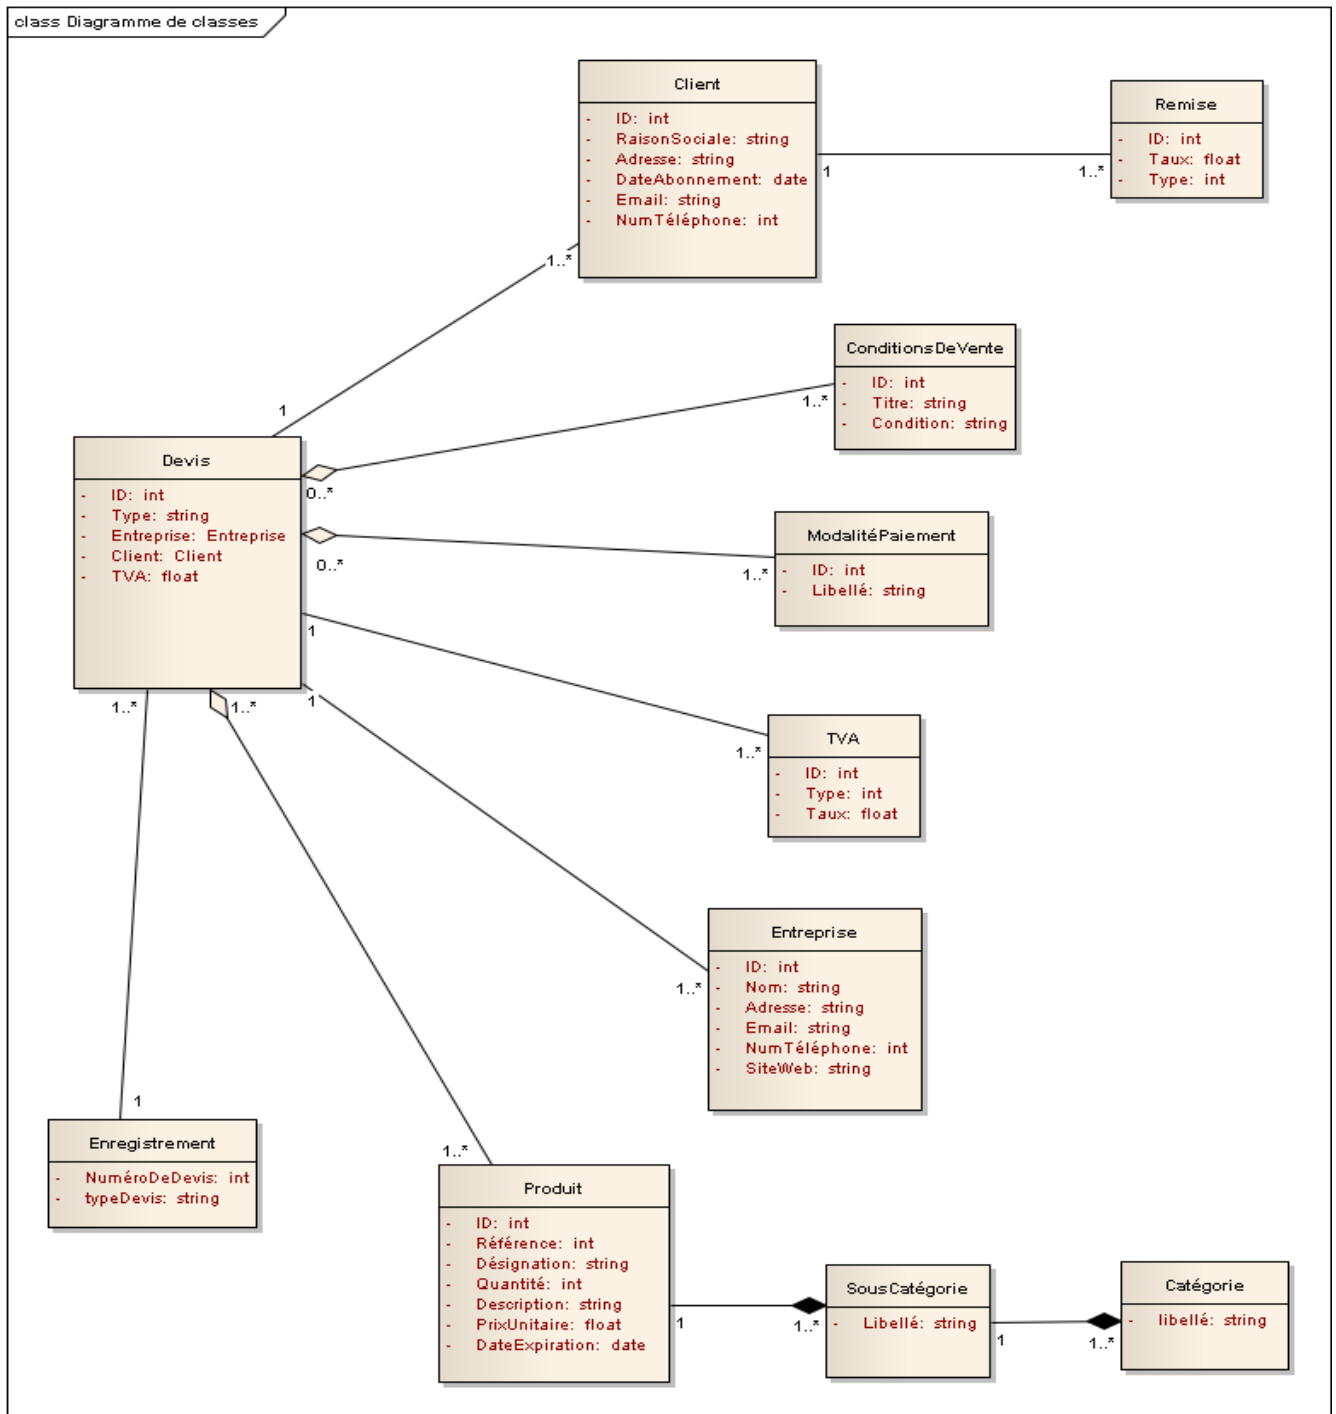 class Diagramme de classes
Client
- ID: int
- RaisonSociale: string
- Adresse: string
- DateAbonnement: date
- Email: string
- NumTéléphone: int
1
1..*
Remise
- ID: int
- Taux: float
- Type: int
1..*
1
ConditionsDeVente
- ID: int
- Titre: string
- Condition: string
1..*
0..*
Devis
- ID: int
- Type: string
- Entreprise: Entreprise
- Client: Client
- TVA: float
ModalitéPaiement
- ID: int
- Libellé: string
0..*
1..*
1
1..*
TVA
- ID: int
- Type: int
- Taux: float
1..*
1..*
1
1..*
Entreprise
- ID: int
- Nom: string
- Adresse: string
- Email: string
- NumTéléphone: int
- SiteWeb: string
1
Enregistrement
- NuméroDeDevis: int
- typeDevis: string
1..*
Produit
- ID: int
- Référence: int
- Désignation: string
- Quantité: int
- Description: string
- PrixUnitaire: float
- DateExpiration: date
1
1..*
SousCatégorie
- Libellé: string
1
1..*
Catégorie
- libellé: string